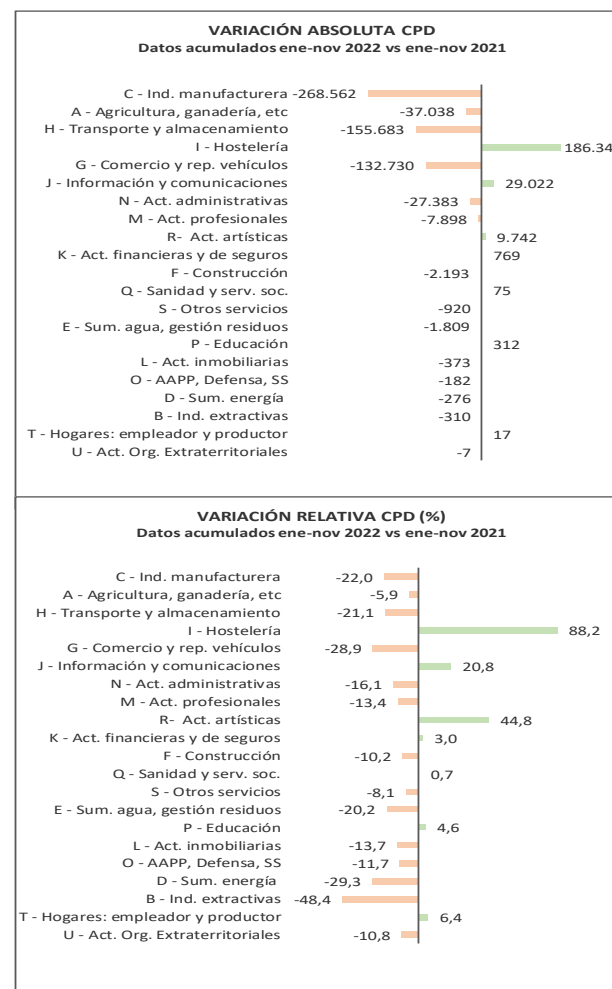 VARIACIÓN ABSOLUTA CPD
Datos acumulados ene-nov 2022 vs ene-nov 2021
C - Ind. manufacturera -268.562
A - Agricultura, ganadería, etc -37.038
H - Transporte y almacenamiento -155.683
I - Hostelería 186.34
G - Comercio y rep. vehículos -132.730
J - Información y comunicaciones 29.022
N - Act. administrativas -27.383
M - Act. profesionales -7.898
R- Act. artísticas 9.742
K - Act. financieras y de seguros 769
F - Construcción -2.193
Q - Sanidad y serv. soc. 75
S - Otros servicios -920
E - Sum. agua, gestión residuos -1.809
P - Educación 312
L - Act. inmobiliarias -373
O - AAPP, Defensa, SS -182
D - Sum. energía -276
B - Ind. extractivas -310
T - Hogares: empleador y productor 17
U - Act. Org. Extraterritoriales -7
VARIACIÓN RELATIVA CPD (%)
Datos acumulados ene-nov 2022 vs ene-nov 2021
C - Ind. manufacturera -22,0
A - Agricultura, ganadería, etc -5,9
H - Transporte y almacenamiento -21,1
I - Hostelería 88,2
G - Comercio y rep. vehículos -28,9
J - Información y comunicaciones 20,8
N - Act. administrativas -16,1
M - Act. profesionales -13,4
R- Act. artísticas 44,8
K - Act. financieras y de seguros 3,0
F - Construcción -10,2
Q - Sanidad y serv. soc. 0,7
S - Otros servicios -8,1
E - Sum. agua, gestión residuos -20,2
P - Educación 4,6
L - Act. inmobiliarias -13,7
O - AAPP, Defensa, SS -11,7
D - Sum. energía -29,3
B - Ind. extractivas -48,4
T - Hogares: empleador y productor 6,4
U - Act. Org. Extraterritoriales -10,8